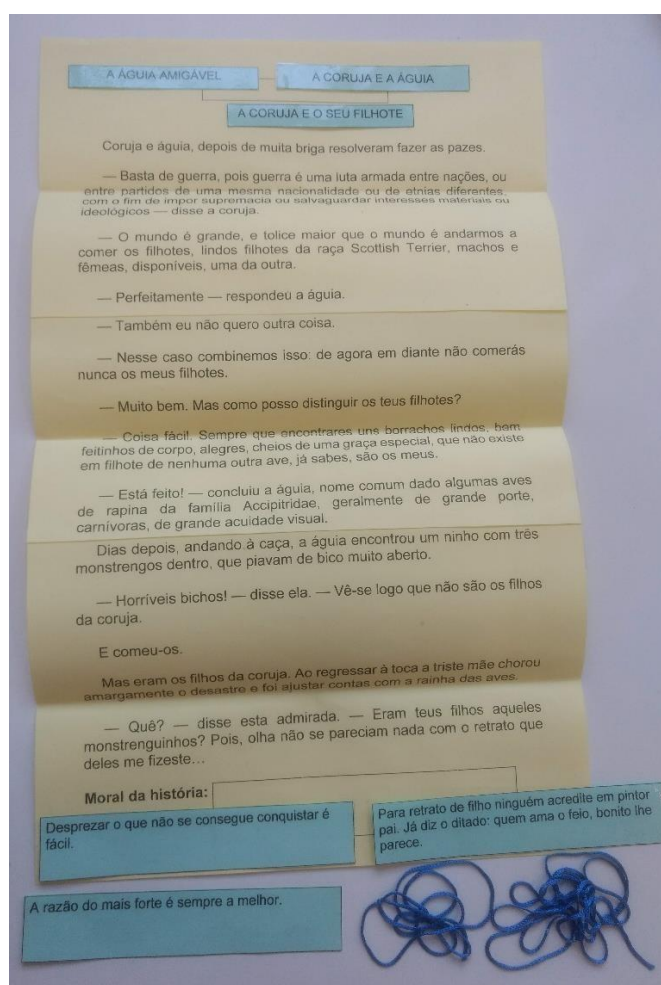 A ÁGUIA AMIGÁVEL
A CORUJA E A ÁGUIA
A CORUJA E O SEU FILHOTE
Coruja e águia, depois de muita briga resolveram fazer as pazes.
— Basta de guerra, pois guerra é uma luta armada entre nações, ou
entre partidos de uma mesma nacionalidade ou de etnias diferentes,
com o fim de impor supremacia ou salvaguardar interesses materiais ou
ideológicos — disse a coruja.
— O mundo é grande, e tolice maior que o mundo é andarmos a
comer os filhotes, lindos filhotes da raça Scottish Terrier, machos e
fêmeas, disponíveis, uma da outra.
— Perfeitamente — respondeu a águia.
— Também eu não quero outra coisa.
— Nesse caso combinemos isso: de agora em diante não comerás
nunca os meus filhotes.
— Muito bem. Mas como posso distinguir os teus filhotes?
— Coisa fácil. Sempre que encontrares uns borrachos lindos, bem
feitinhos de corpo, alegres, cheios de uma graça especial, que não existe
em filhote de nenhuma outra ave, já sabes, são os meus.
— Está feito! — concluiu a águia, nome comum dado algumas aves
de rapina da família Accipitridae, geralmente de grande porte,
carnívoras, de grande acuidade visual.
Dias depois, andando à caça, a águia encontrou um ninho com três
monstrengos dentro, que piavam de bico muito aberto.
— Horríveis bichos! — disse ela. — Vê-se logo que não são os filhos
da coruja.
E comeu-os.
Mas eram os filhos da coruja. Ao regressar à toca a triste mãe chorou
amargamente o desastre e foi ajustar contas com a rainha das aves.
— Quê? — disse esta admirada. — Eram teus filhos aqueles
monstrenguinhos? Pois, olha não se pareciam nada com o retrato que
deles me fizeste...
Moral da história:
Desprezar o que não se consegue conquistar é
fácil.
Para retrato de filho ninguém acredite em pintor
pai. Já diz o ditado: quem ama o feio, bonito lhe
parece.
A razão do mais forte é sempre a melhor.